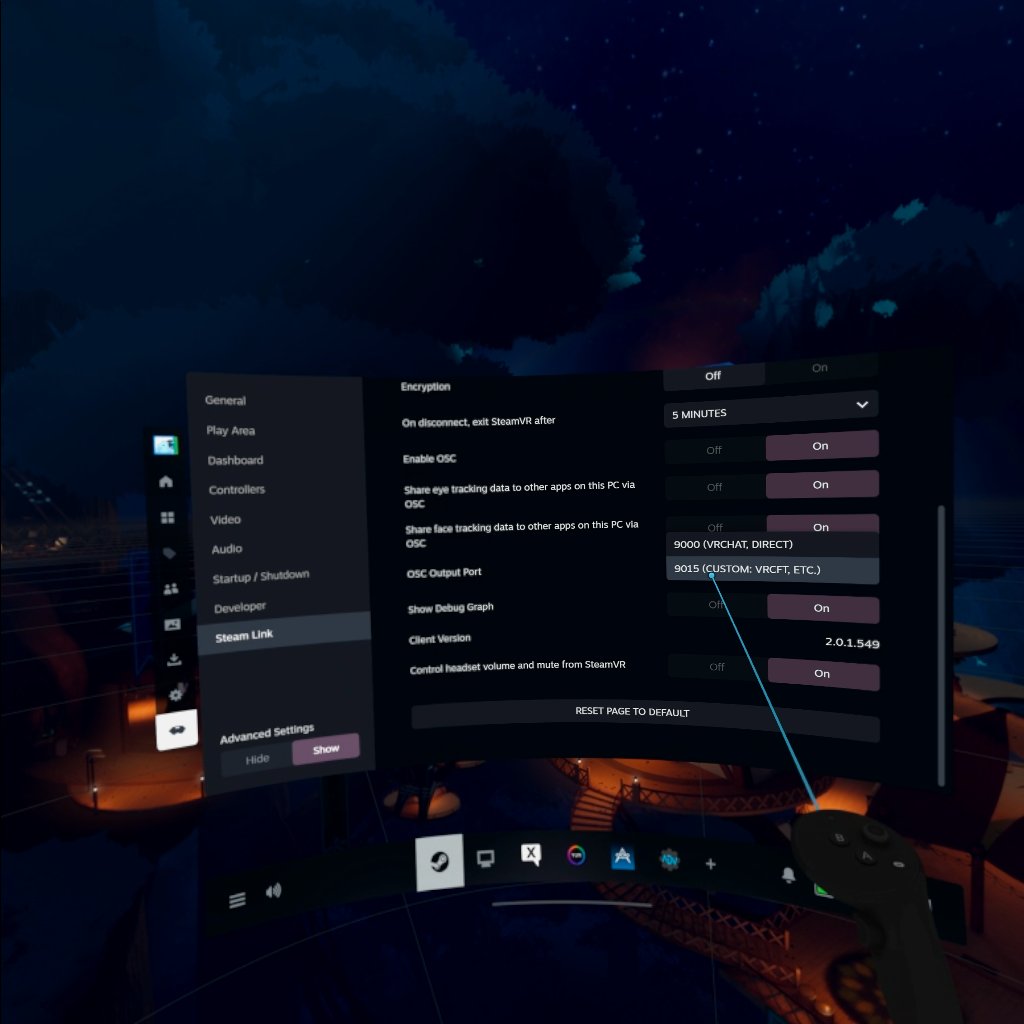 General
Play Area
Dashboard
Controllers
Video
Audio
Startup / Shutdown
Developer
Steam Link
Advanced Settings
Hide Show
Encryption Off On
On disconnect, exit SteamVR after 5 MINUTES
Enable OSC Off On
Share eye tracking data to other apps on this PC via
OSC Off On
Share face tracking data to other apps on this PC via
OSC Off On
OSC Output Port
9000 (VRCHAT, DIRECT)
9015 (CUSTOM: VRCFT, ETC.)
Show Debug Graph Off On
Client Version 2.0.1.549
Control headset volume and mute from SteamVR Off On
RESET PAGE TO DEFAULT
X
B
A